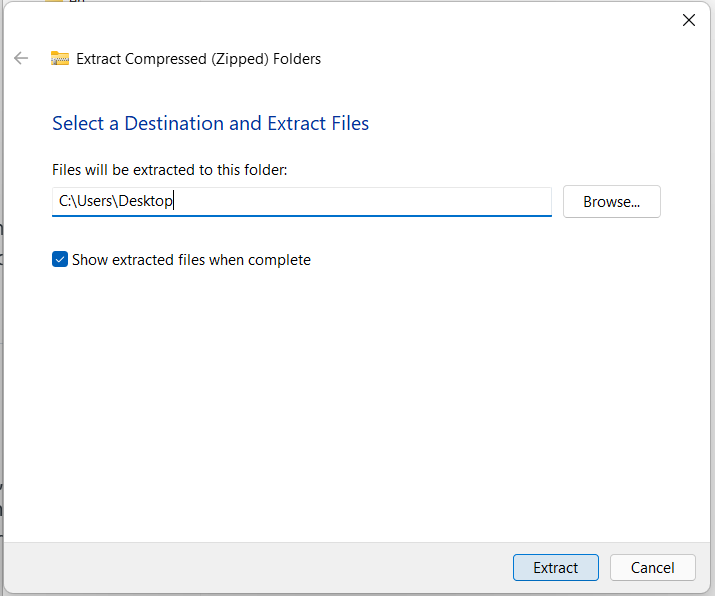 Extract Compressed (Zipped) Folders
Select a Destination and Extract Files
Files will be extracted to this folder:
C:\Users\Desktop
Browse...
Show extracted files when complete
Extract
Cancel